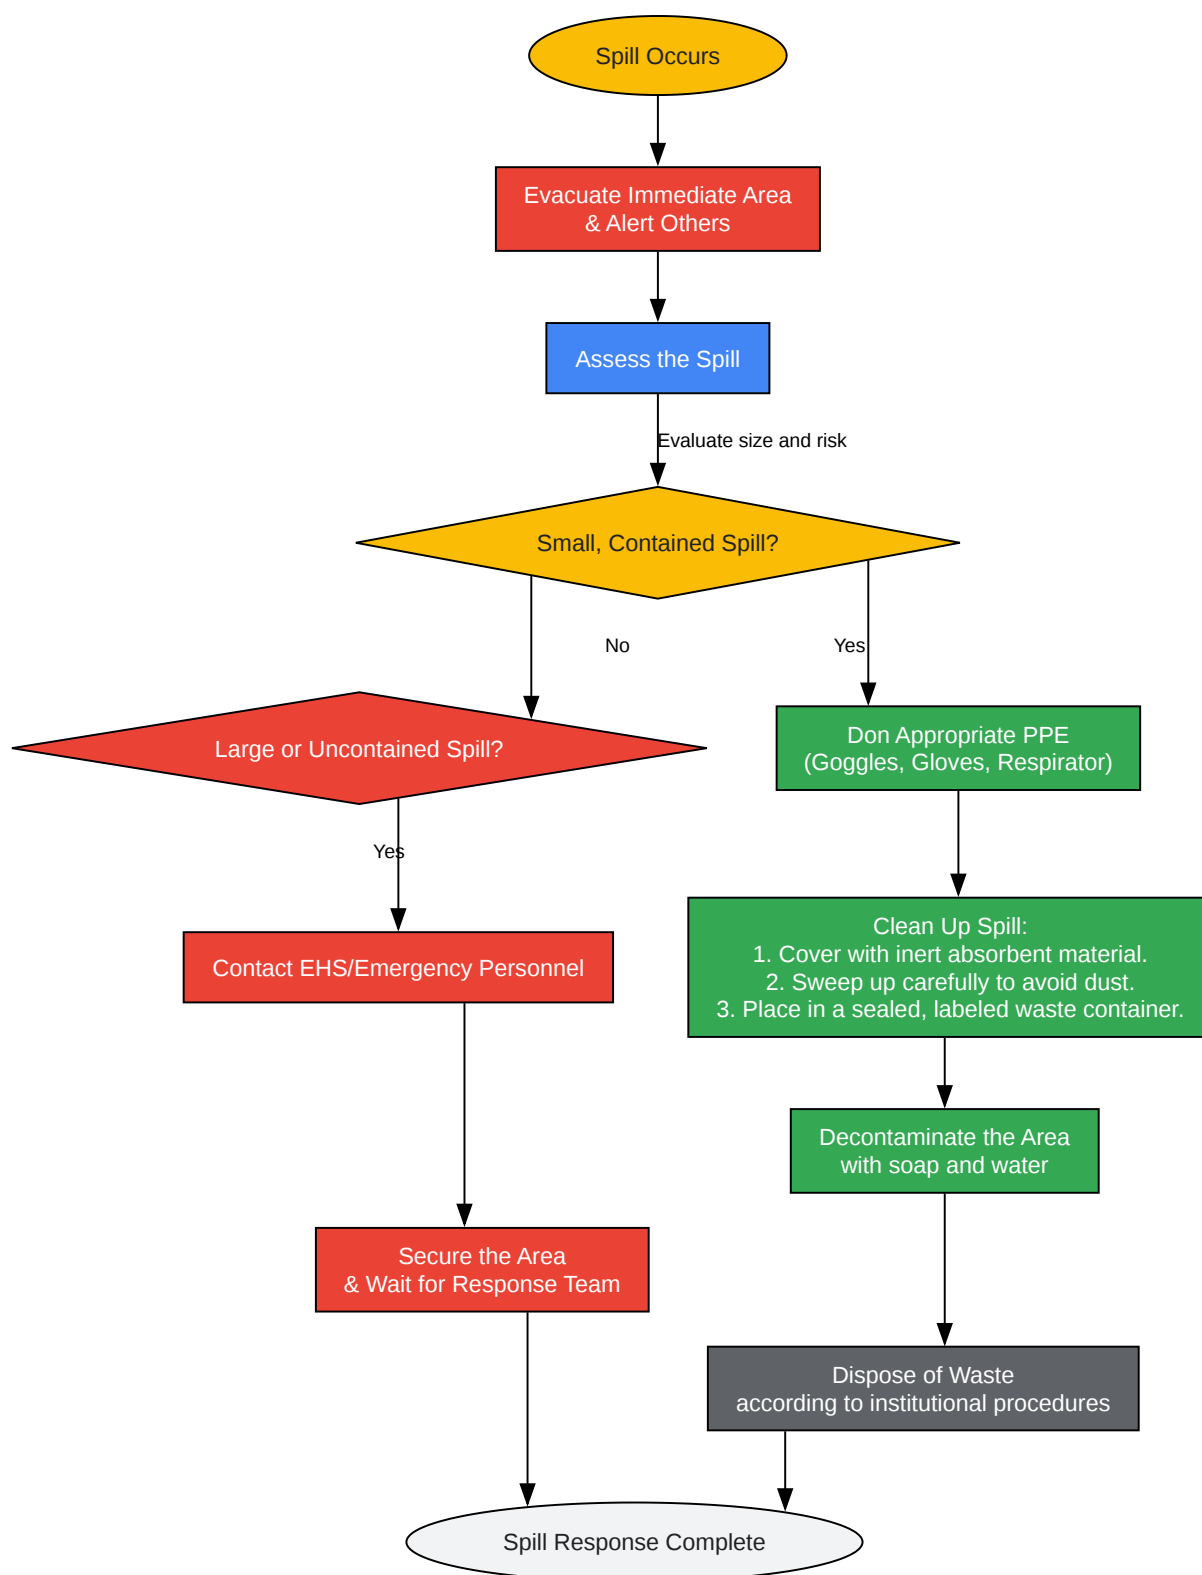 Spill Occurs
Evacuate Immediate Area
& Alert Others
Assess the Spill
Evaluate size and risk
Small, Contained Spill?
No
Yes
Large or Uncontained Spill?
Don Appropriate PPE
(Goggles, Gloves, Respirator)
Yes
Contact EHS/Emergency Personnel
Clean Up Spill:
1. Cover with inert absorbent material.
2. Sweep up carefully to avoid dust.
3. Place in a sealed, labeled waste container.
Decontaminate the Area
with soap and water
Secure the Area
& Wait for Response Team
Dispose of Waste
according to institutional procedures
Spill Response Complete